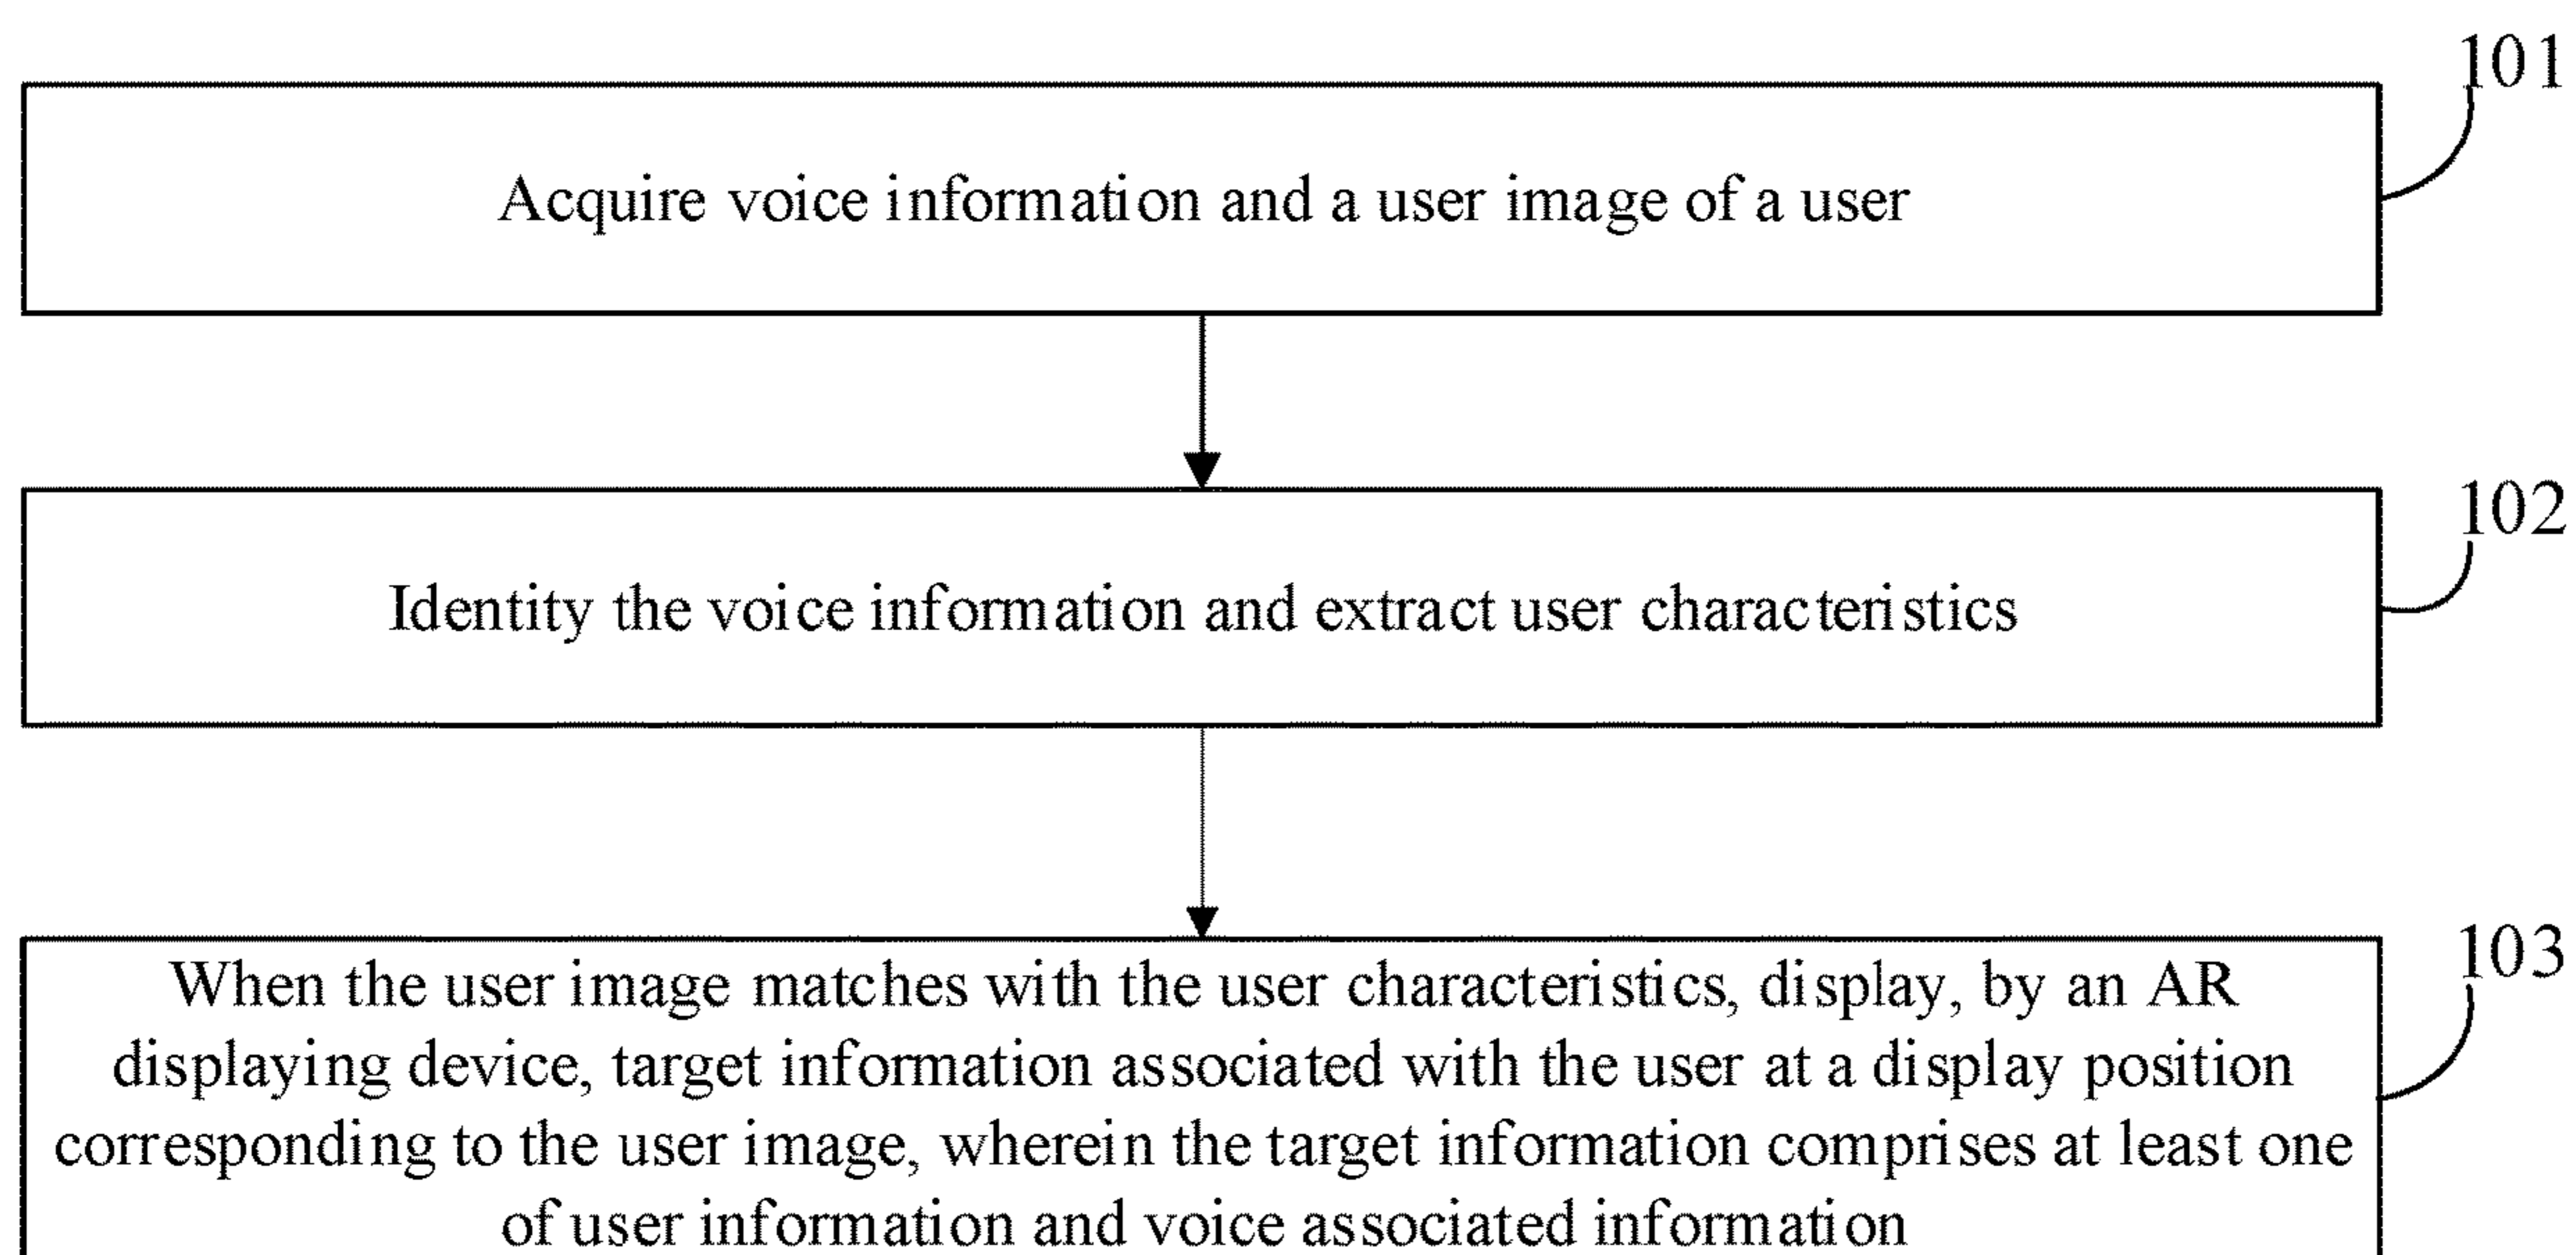 101
Acquire voice information and a user image of a user
102
Identity the voice information and extract user characteristics
103
When the user image matches with the user characteristics, display, by an AR
displaying device, target information associated with the user at a display position
corresponding to the user image, wherein the target information comprises at least one
of user information and voice associated information